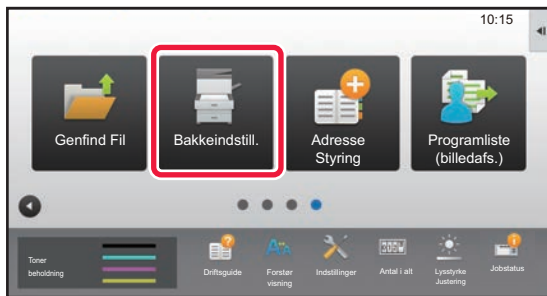 10:15
Genfind Fil
Bakkeindstill.
Adresse
Styring
Programliste
(billedafs.)
Toner
beholdning
Driftsguide
Forstør
visning
Indstillinger
Antal i alt
Lysstyrke
Justering
Jobstatus